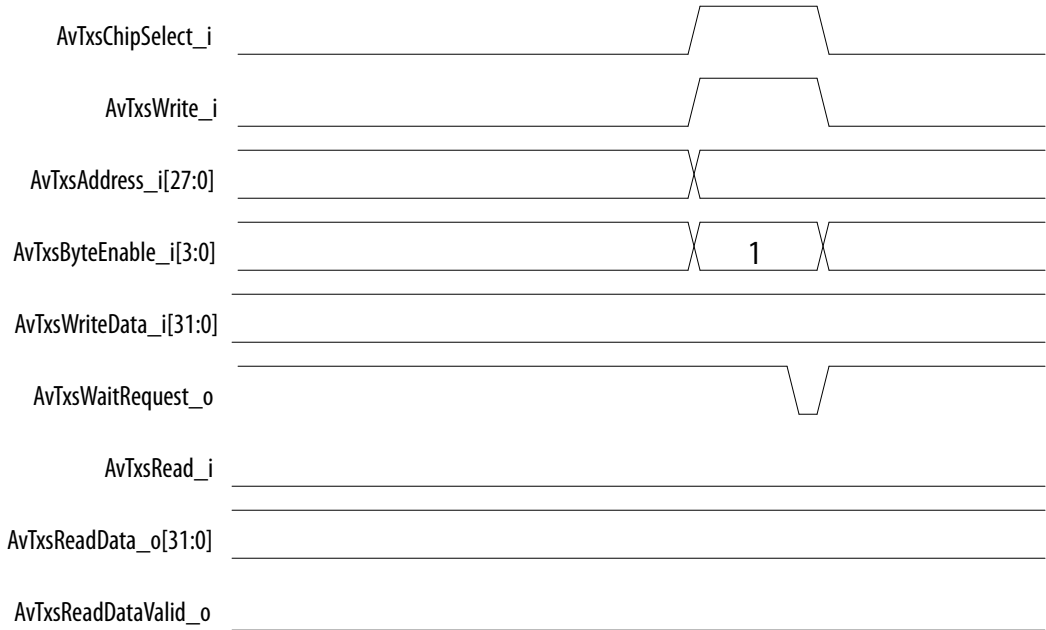 AvTxsChipSelect_i
AvTxsWrite_i
AvTxsAddress_i[27:0]
AvTxsByteEnable_i[3:0]
1
AvTxsWriteData_i[31:0]
AvTxsWaitRequest_o
AvTxsRead_i
AvTxsReadData_o[31:0]
AvTxsReadDataValid_o